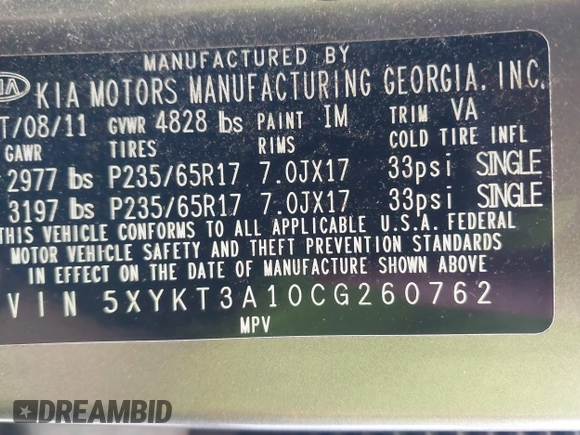 MANUFACTURED BY
KIA MOTORS MANUFACTURING GEORGIA, INC.
T/08/11 GVWR 4828 lbs PAINT IM TRIM VA
GAWR TIRES RIMS COLD TIRE INFL
2977 lbs P235/65R17 7.0JX17 33psi SINGLE
3197 lbs P235/65R17 7.0JX17 33psi SINGLE
THIS VEHICLE CONFORMS TO ALL APPLICABLE U.S.A. FEDERAL
MOTOR VEHICLE SAFETY AND THEFT PREVENTION STANDARDS
IN EFFECT ON THE DATE OF MANUFACTURE SHOWN ABOVE
VIN 5XYKT3A10CG260762
MPV
DREAMBID